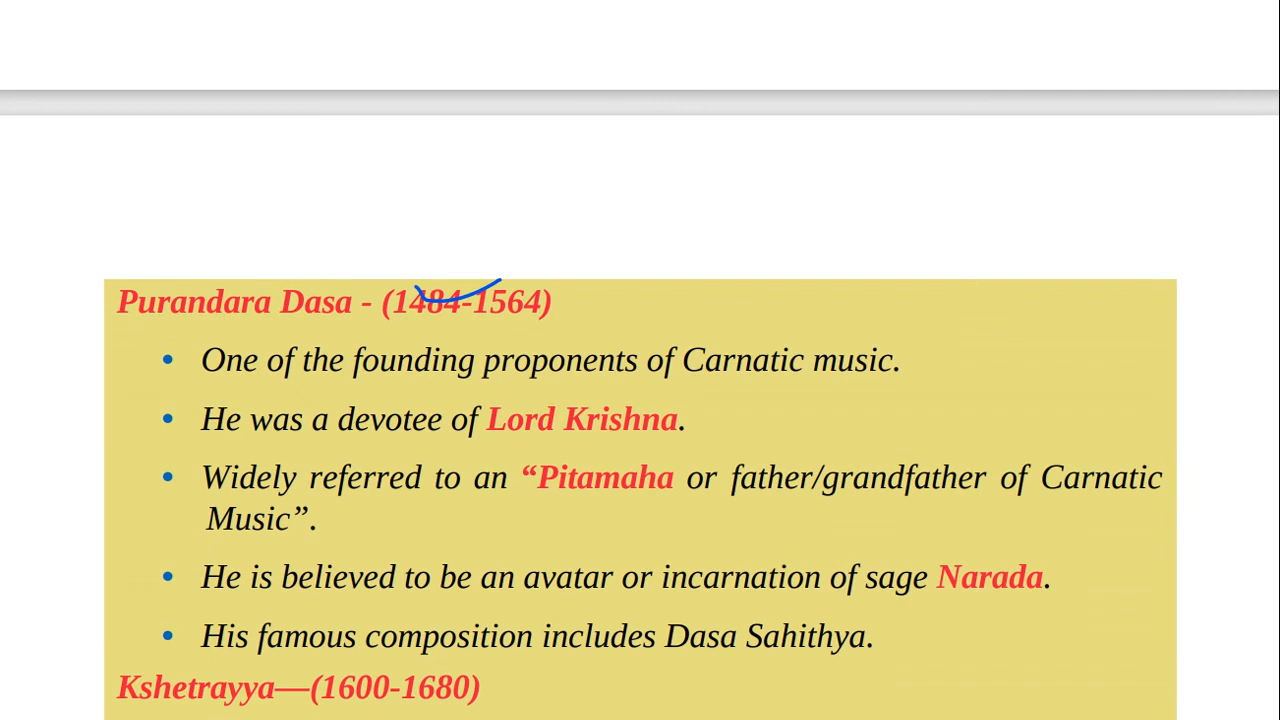 Purandara Dasa - (1484-1564)
• One of the founding proponents of Carnatic music.
• He was a devotee of Lord Krishna.
• Widely referred to an “Pitamaha or father/grandfather of Carnatic
Music”.
• He is believed to be an avatar or incarnation of sage Narada.
• His famous composition includes Dasa Sahithya.
Kshetrayya—(1600-1680)